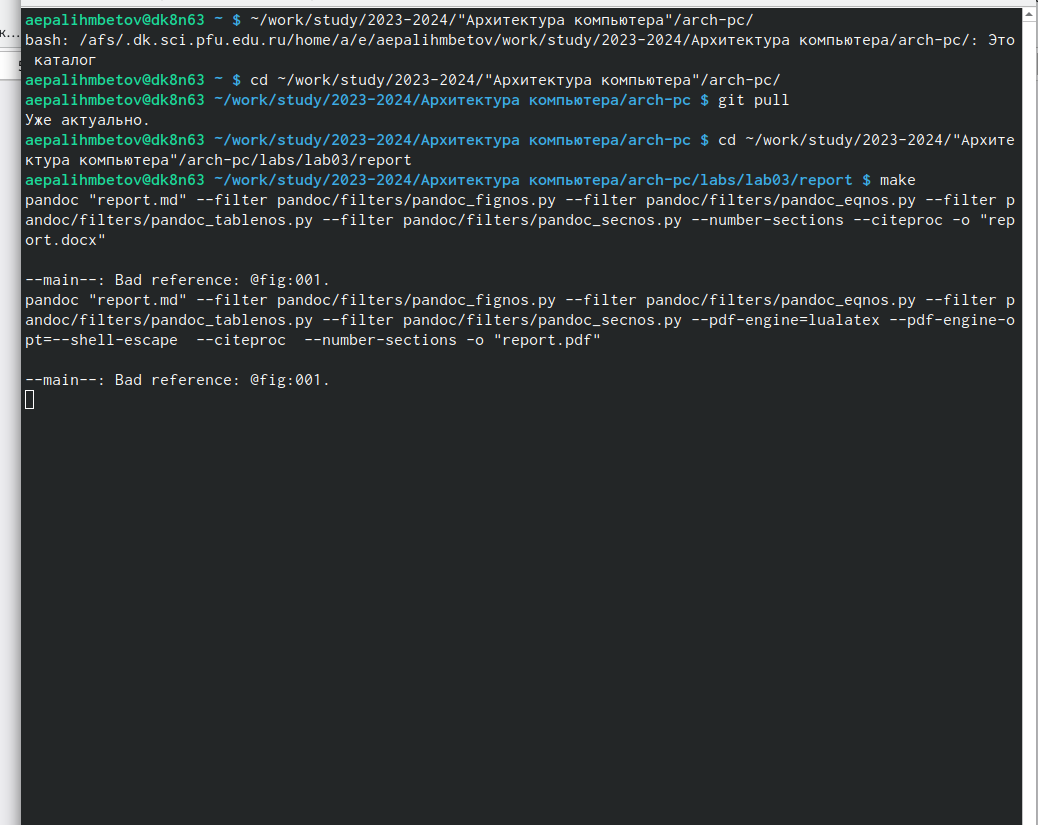 к...
aepalihmbetov@dk8n63 ~ $ ~/work/study/2023-2024/"Архитектура компьютера"/arch-pc/
bash: /afs/.dk.sci.pfu.edu.ru/home/a/e/aepalihmbetov/work/study/2023-2024/Архитектура компьютера/arch-pc/: Это
 каталог
aepalihmbetov@dk8n63 ~ $ cd ~/work/study/2023-2024/"Архитектура компьютера"/arch-pc/
aepalihmbetov@dk8n63 ~/work/study/2023-2024/Архитектура компьютера/arch-pc $ git pull
Уже актуально.
aepalihmbetov@dk8n63 ~/work/study/2023-2024/Архитектура компьютера/arch-pc $ cd ~/work/study/2023-2024/"Архите
ктура компьютера"/arch-pc/labs/lab03/report
aepalihmbetov@dk8n63 ~/work/study/2023-2024/Архитектура компьютера/arch-pc/labs/lab03/report $ make
pandoc "report.md" --filter pandoc/filters/pandoc_fignos.py --filter pandoc/filters/pandoc_eqnos.py --filter p
andoc/filters/pandoc_tablenos.py --filter pandoc/filters/pandoc_secnos.py --number-sections --citeproc -o "rep
ort.docx"
--main--: Bad reference: @fig:001.
pandoc "report.md" --filter pandoc/filters/pandoc_fignos.py --filter pandoc/filters/pandoc_eqnos.py --filter p
andoc/filters/pandoc_tablenos.py --filter pandoc/filters/pandoc_secnos.py --pdf-engine=lualatex --pdf-engine-o
pt=--shell-escape  --citeproc  --number-sections -o "report.pdf"
--main--: Bad reference: @fig:001.